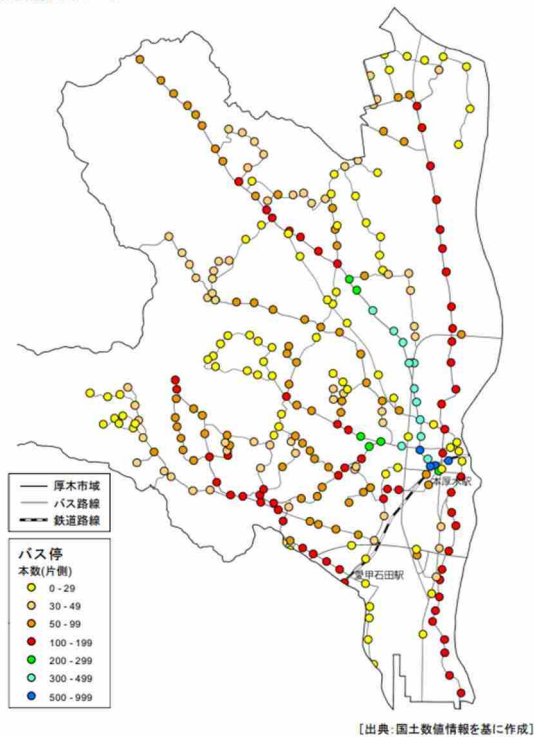 本厚木駅
愛甲石田駅
厚木市域
バス路線
鉄道路線
バス停
本数(片側)
0 - 29
30 - 49
50 - 99
100 - 199
200 - 299
300 - 499
500 - 999
[出典:国土数値情報を基に作成]